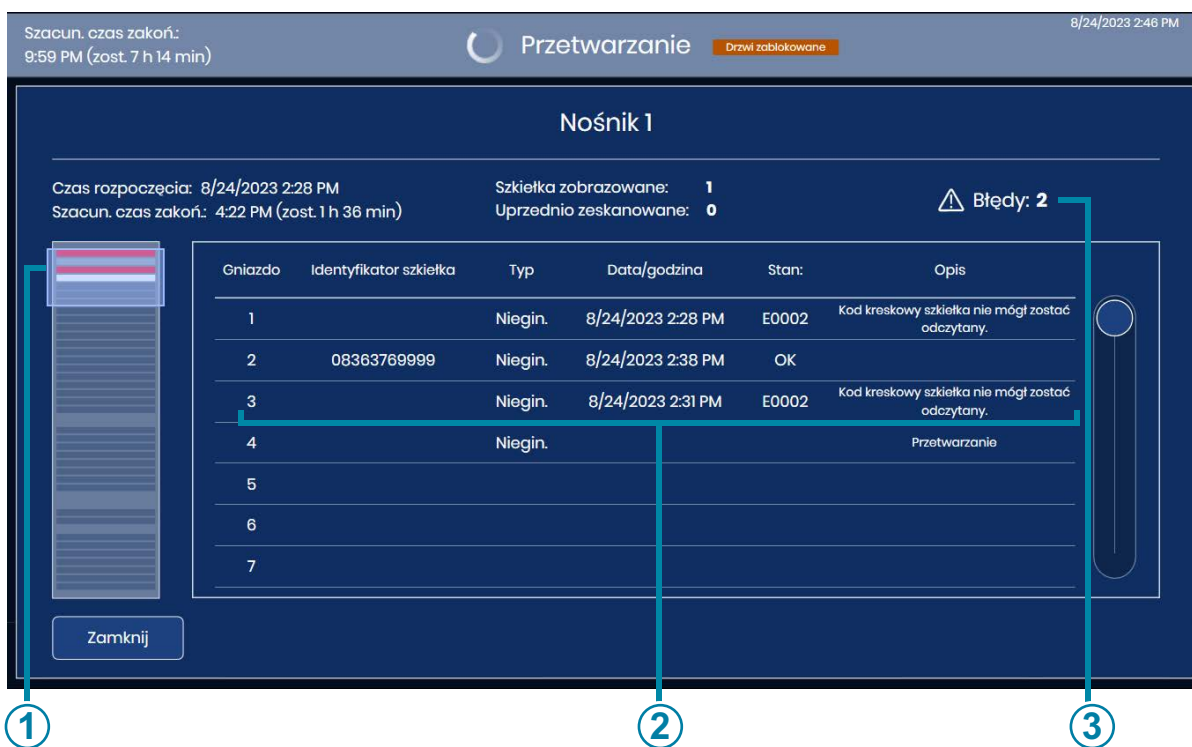 Szacun. czas zakoń.:
9:59 PM (zost. 7 h 14 min)
Przetwarzanie
Drzwi zablokowane
8/24/2023 2:46 PM
Nośnik 1
Czas rozpoczęcia: 8/24/2023 2:28 PM
Szacun. czas zakoń.: 4:22 PM (zost. 1 h 36 min)
Szkiełka zobrazowane: 1
Uprzednio zeskanowane: 0
Błędy: 2
Gniazdo Identyfikator szkiełka Typ Data/godzina Stan: Opis
1 Niegin. 8/24/2023 2:28 PM E0002 Kod kreskowy szkiełka nie mógł zostać
odczytany.
2 08363769999 Niegin. 8/24/2023 2:38 PM OK
3 Niegin. 8/24/2023 2:31 PM E0002 Kod kreskowy szkiełka nie mógł zostać
odczytany.
4 Niegin. Przetwarzanie
5
6
7
Zamknij
1 2 3